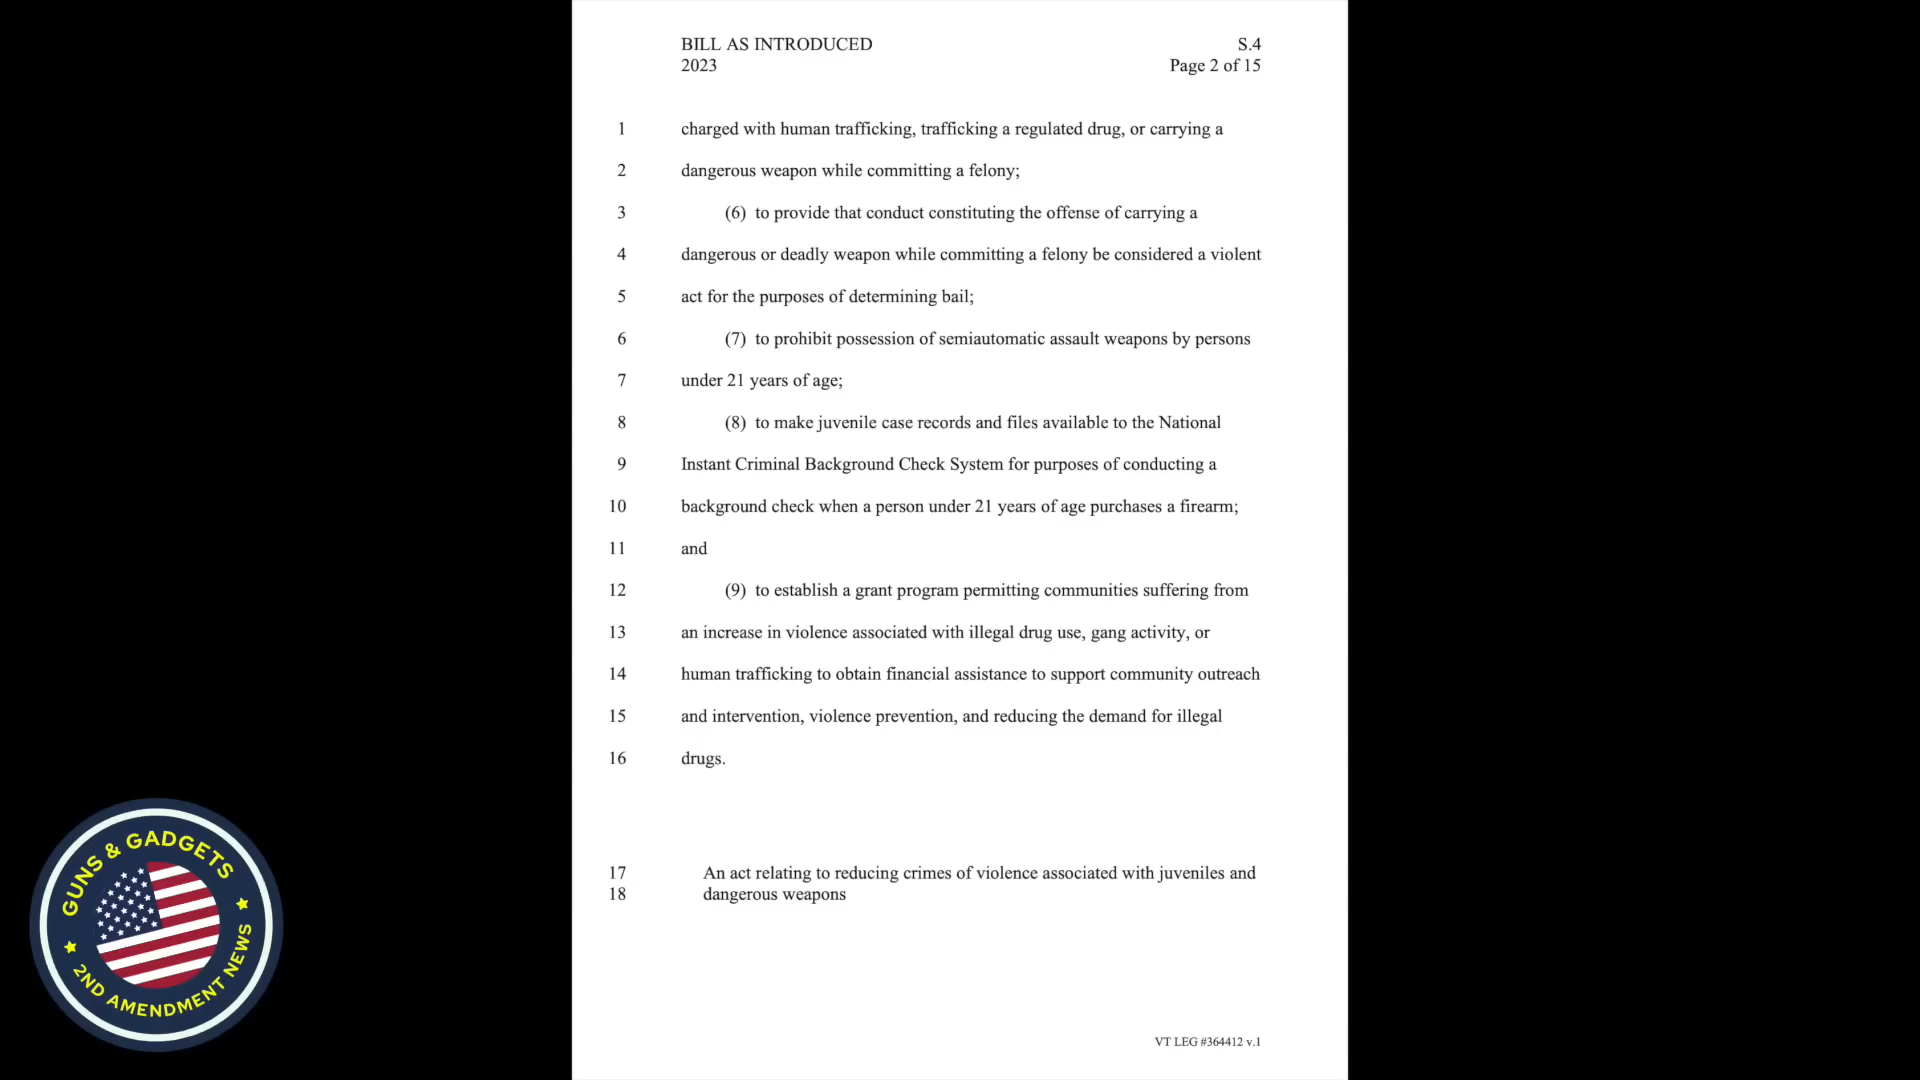 BILL AS INTRODUCED S.4
2023 Page 2 of 15
1 charged with human trafficking, trafficking a regulated drug, or carrying a
2 dangerous weapon while committing a felony;
3 (6) to provide that conduct constituting the offense of carrying a
4 dangerous or deadly weapon while committing a felony be considered a violent
5 act for the purposes of determining bail;
6 (7) to prohibit possession of semiautomatic assault weapons by persons
7 under 21 years of age;
8 (8) to make juvenile case records and files available to the National
9 Instant Criminal Background Check System for purposes of conducting a
10 background check when a person under 21 years of age purchases a firearm;
11 and
12 (9) to establish a grant program permitting communities suffering from
13 an increase in violence associated with illegal drug use, gang activity, or
14 human trafficking to obtain financial assistance to support community outreach
15 and intervention, violence prevention, and reducing the demand for illegal
16 drugs.
17 An act relating to reducing crimes of violence associated with juveniles and
18 dangerous weapons
VT LEG #364412 v.1
GUNS & GADGETS
2ND AMENDMENT NEWS